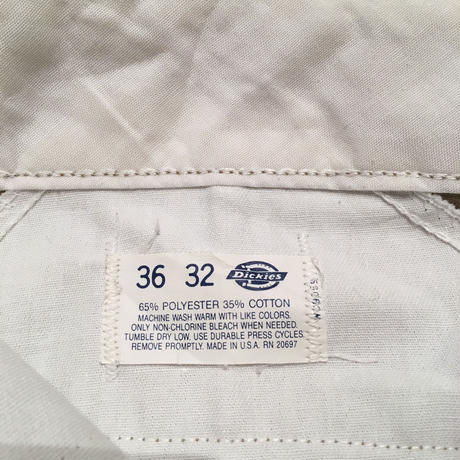 36 32 Dickies
65% POLYESTER 35% COTTON
MACHINE WASH WARM WITH LIKE COLORS.
ONLY NON-CHLORINE BLEACH WHEN NEEDED.
TUMBLE DRY LOW. USE DURABLE PRESS CYCLES.
REMOVE PROMPTLY. MADE IN U.S.A. RN 20697